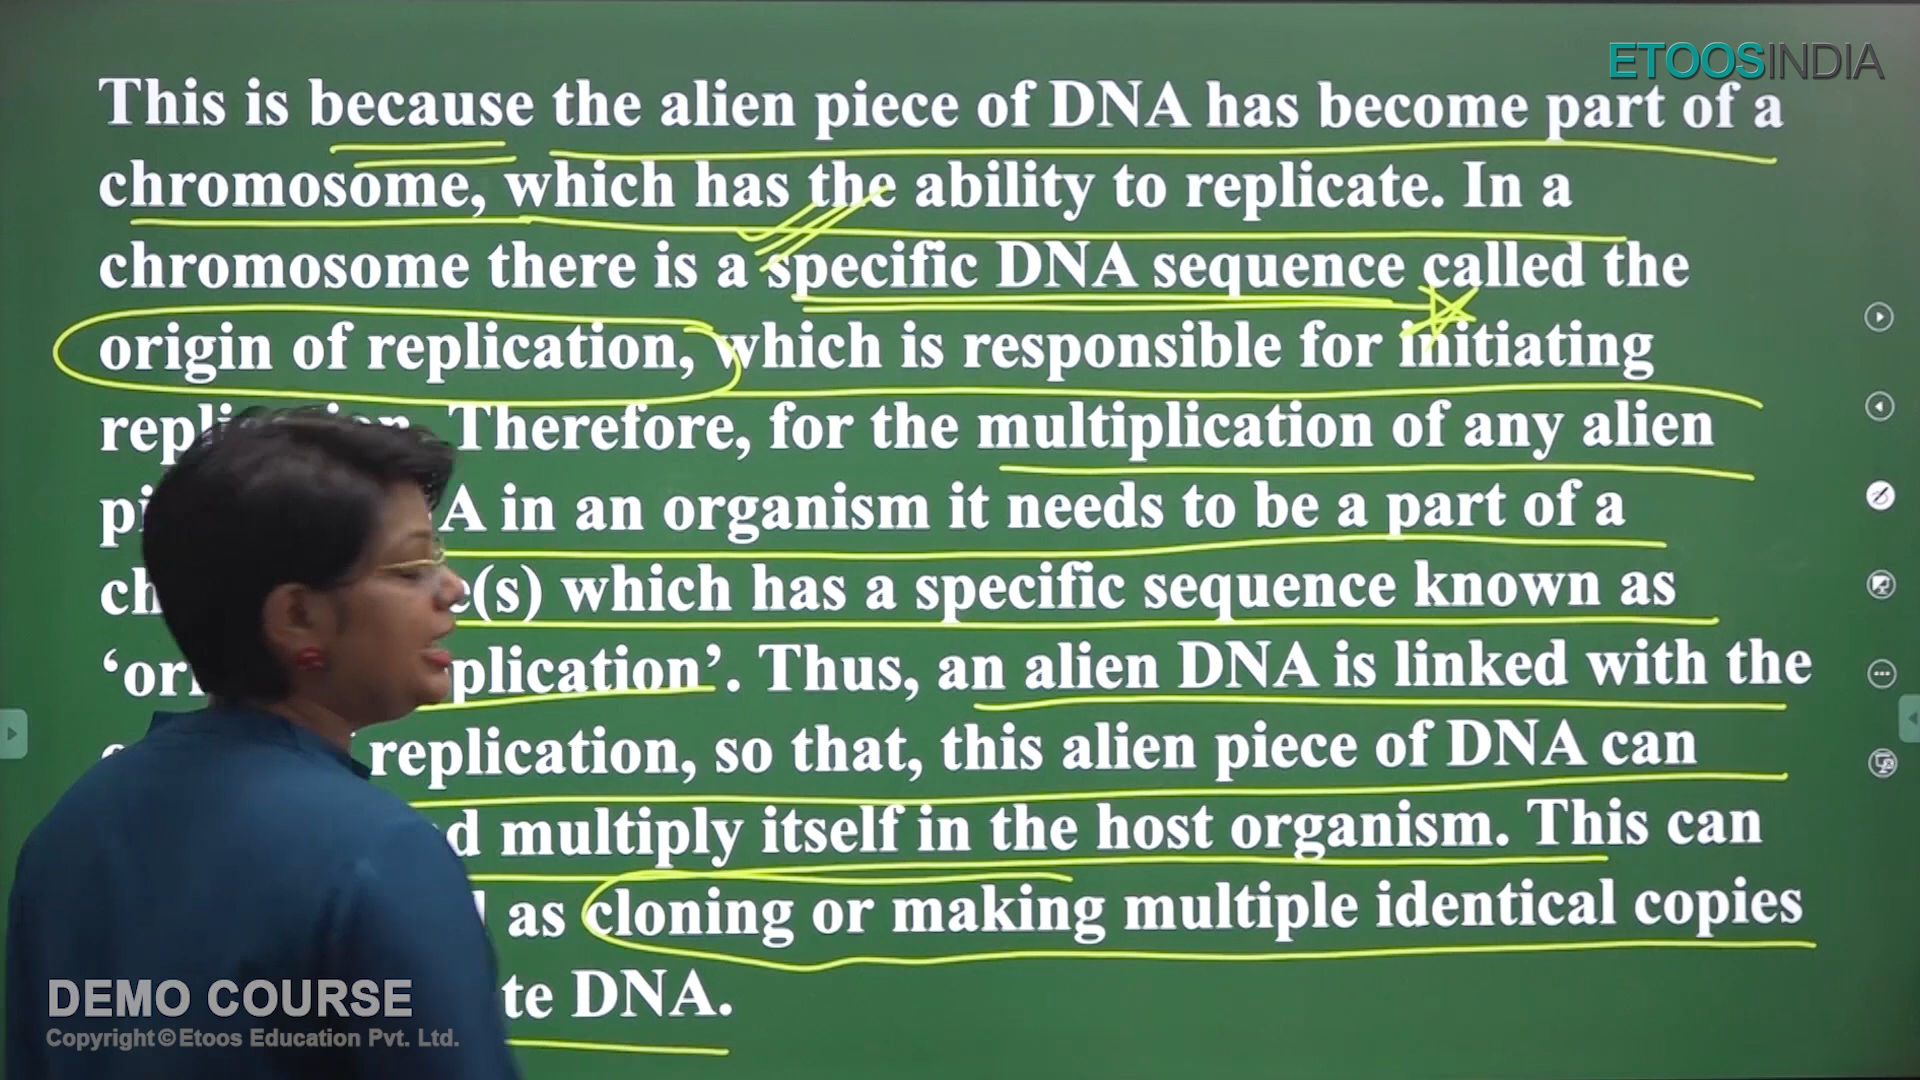 ETOOSINDIA
This is because the alien piece of DNA has become part of a
chromosome, which has the ability to replicate. In a
chromosome there is a specific DNA sequence called the
origin of replication, which is responsible for initiating
Therefore, for the multiplication of any alien
A in an organism it needs to be a part of a
e(s) which has a specific sequence known as
‘ori plication’. Thus, an alien DNA is linked with the
replication, so that, this alien piece of DNA can
d multiply itself in the host organism. This can
as cloning or making multiple identical copies
te DNA.
DEMO COURSE
Copyright©Etoos Education Pvt. Ltd.